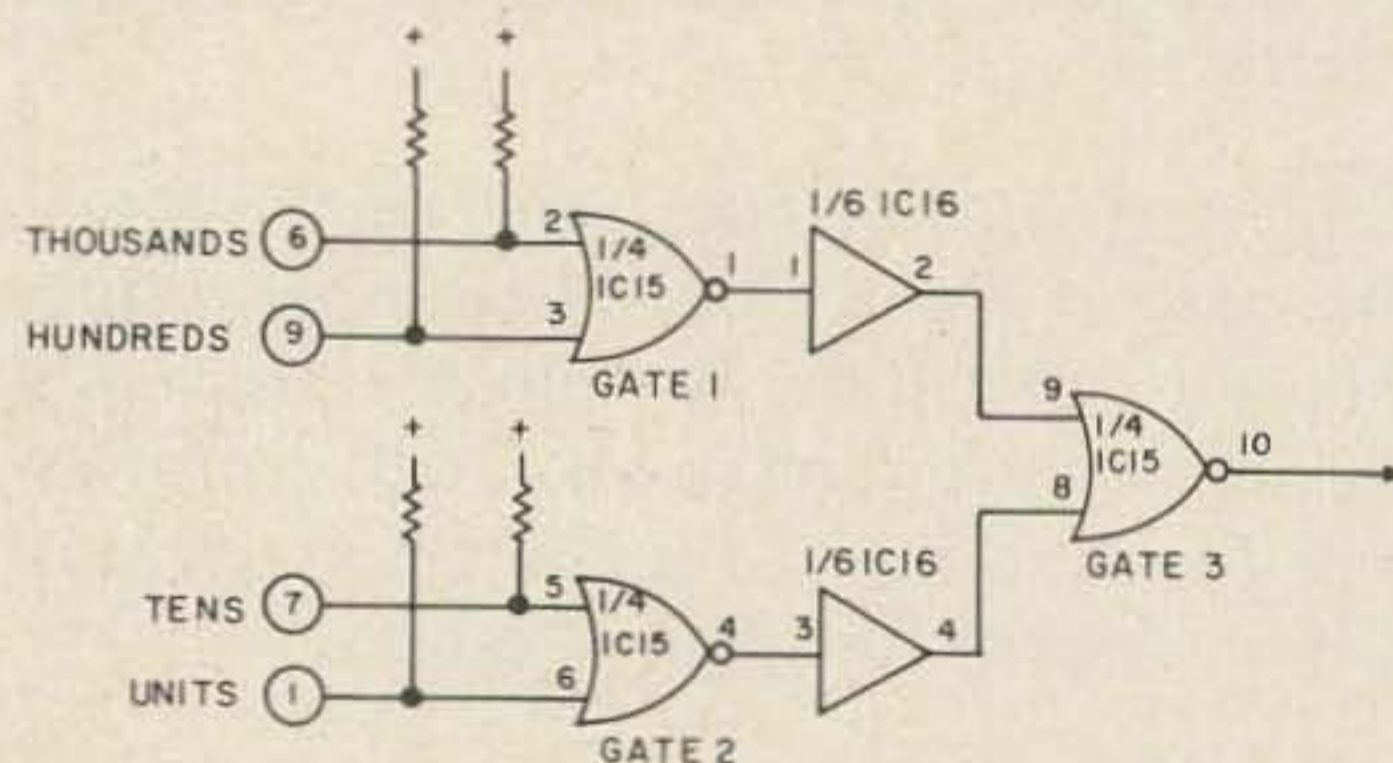 + +
1/6 IC16
THOUSANDS 6 2 1/4 1 1 2
IC15
HUNDREDS 9 3
GATE 1
9 1/4 10
IC15
8
+ +
GATE 3
1/6 IC16
TENS 7 5 1/4 4 3 4
IC15
UNITS 1 6
GATE 2